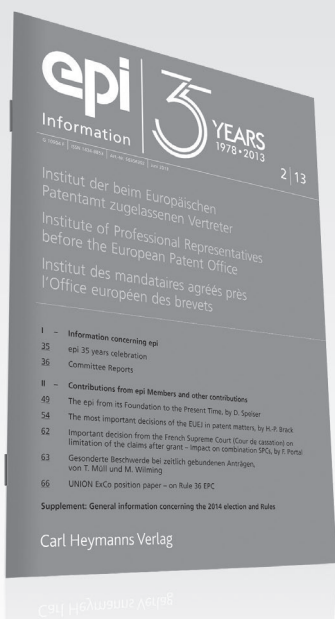 epi
Information
35 YEARS
1978•2013
2 | 13
Institut der beim Europäischen
Patentamt zugelassenen Vertreter
Institute of Professional Representatives
before the European Patent Office
Institut des mandataires agréés près
l'Office européen des brevets
I – Information concerning epi
35 epi 35 years celebration
36 Committee Reports
II – Contributions from epi Members and other contributions
49 The epi from its Foundation to the Present Time, by D. Speiser
54 The most important decisions of the EUEJ in patent matters, by H.-P. Brack
62 Important decision from the French Supreme Court (Cour de cassation) on
limitation of the claims after grant – Impact on combination SPCs, by F. Portal
63 Gesonderte Beschwerde bei zeitlich gebundenen Anträgen,
von T. Müll und M. Wilming
66 UNION ExCo position paper – on Rule 36 EPC
Supplement: General information concerning the 2014 election and Rules
Carl Heymanns Verlag